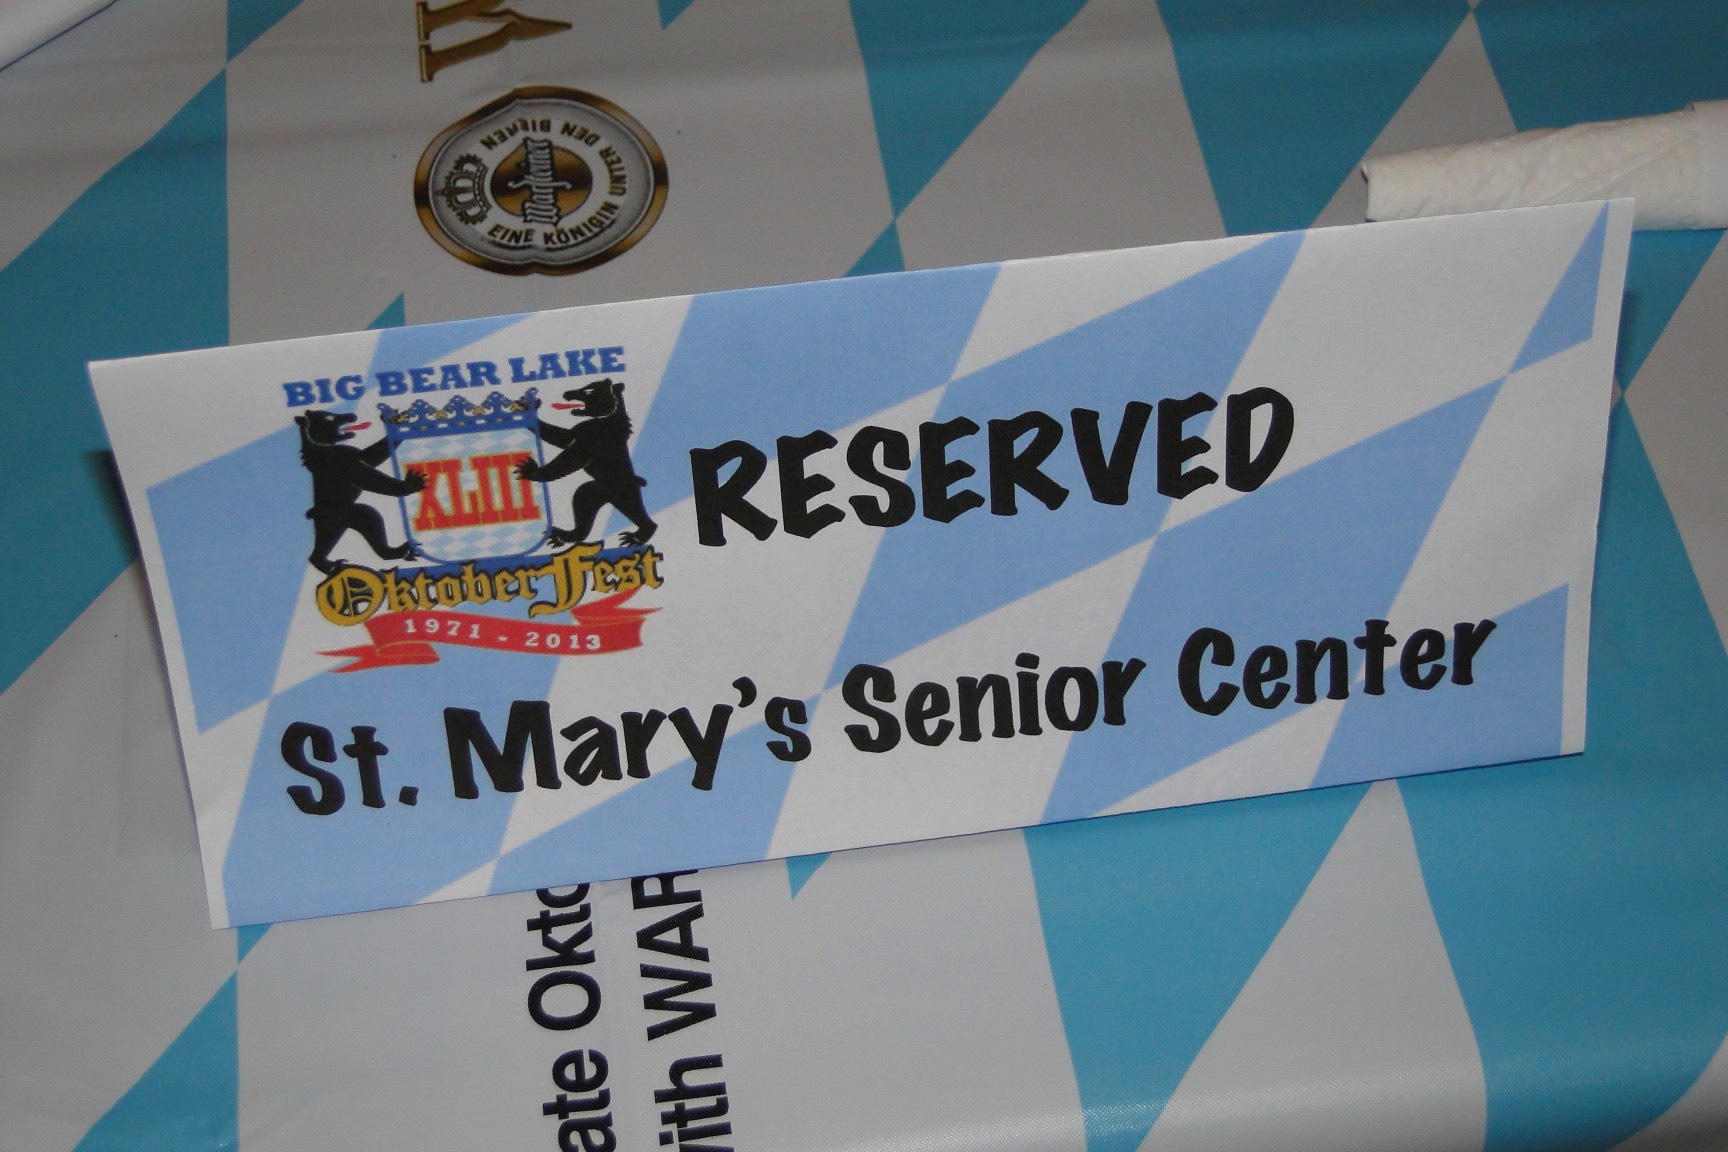 W
EINE KÖNIGIN UNTER DEN BIEREN
Warsteiner
BIG BEAR LAKE
XLIII
OktoberFest
1971 - 2013
RESERVED
St. Mary's Senior Center
ate Okto
with WAR